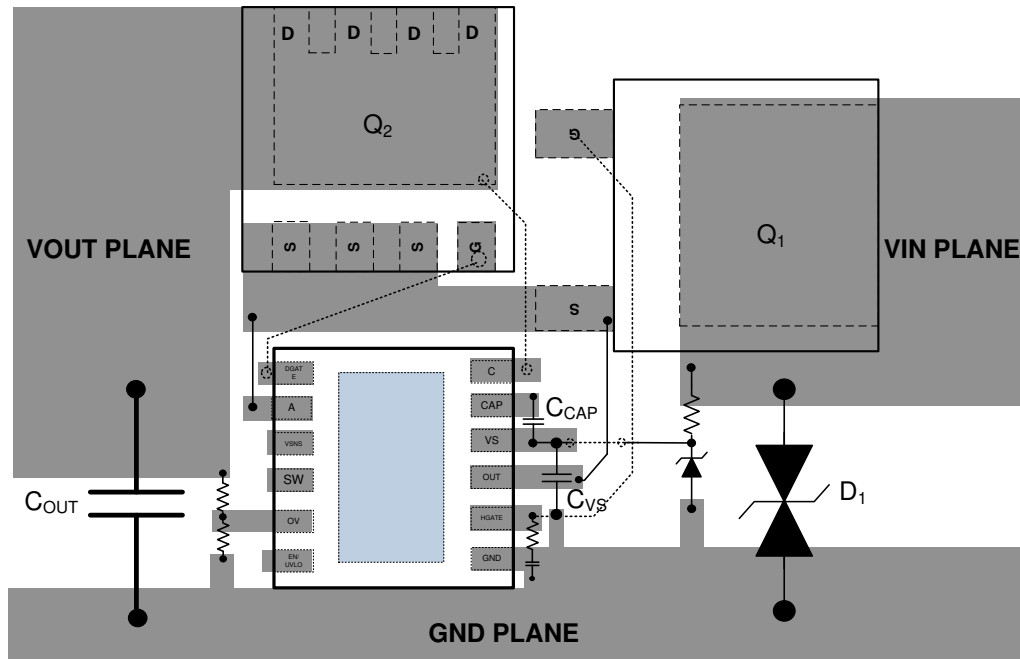 D D D D
Q2
G
Q1
VOUT PLANE
VIN PLANE
S S S G
S
DGAT
E
C
A
CAP
CCAP
VSNS
VS
SW
OUT
COUT
CVS
D1
OV
HGATE
EN/
UVLO
GND
GND PLANE